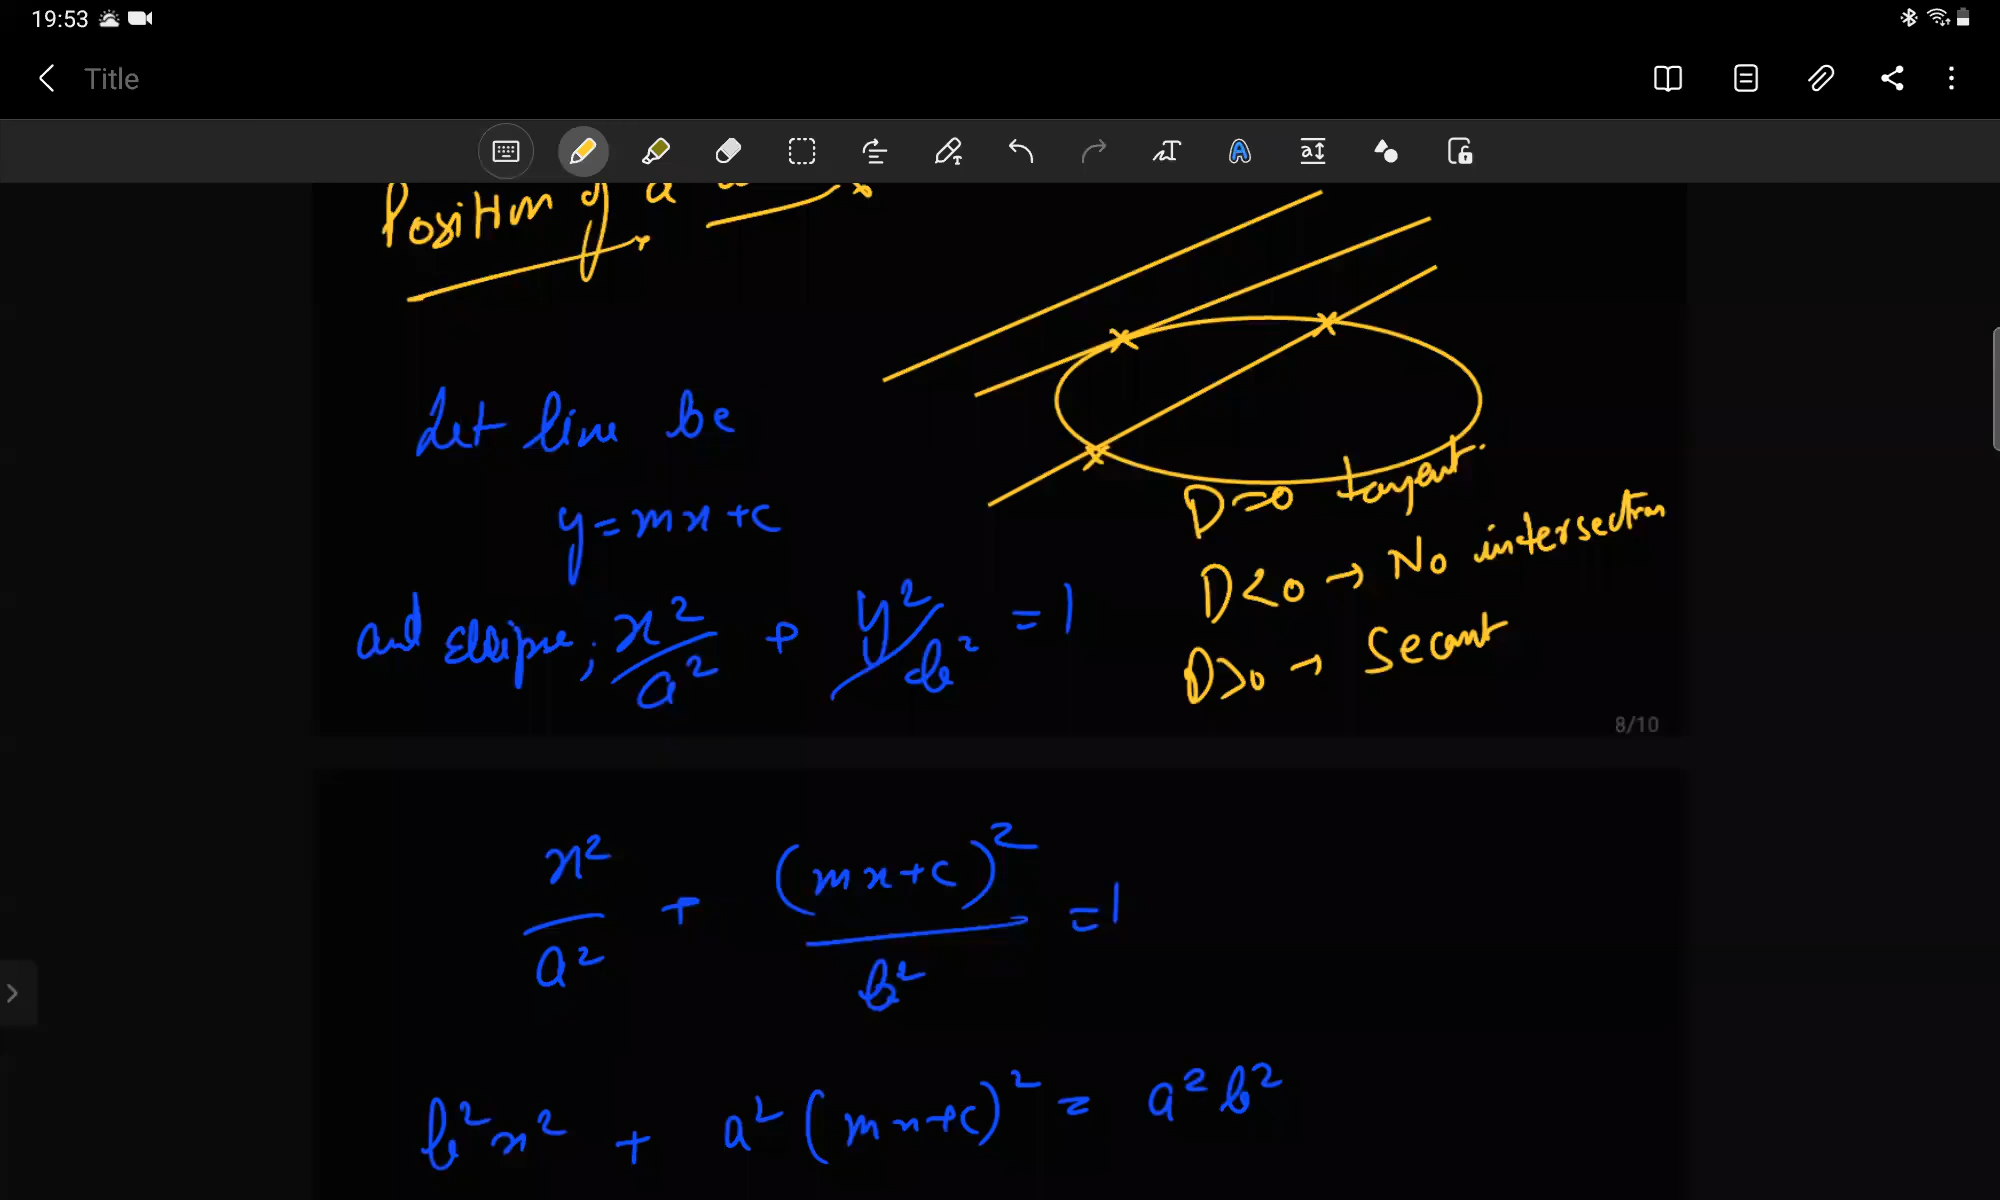 19:53
Title
Position of a
Let line be
y = mx + c
and ellipse; x²/a² + y²/b² = 1
D=0 tangent.
D<0 → No intersection
D>0 → Secant
8/10
x²/a² + (mx+c)²/b² = 1
b²x² + a²(mx+c)² = a²b²